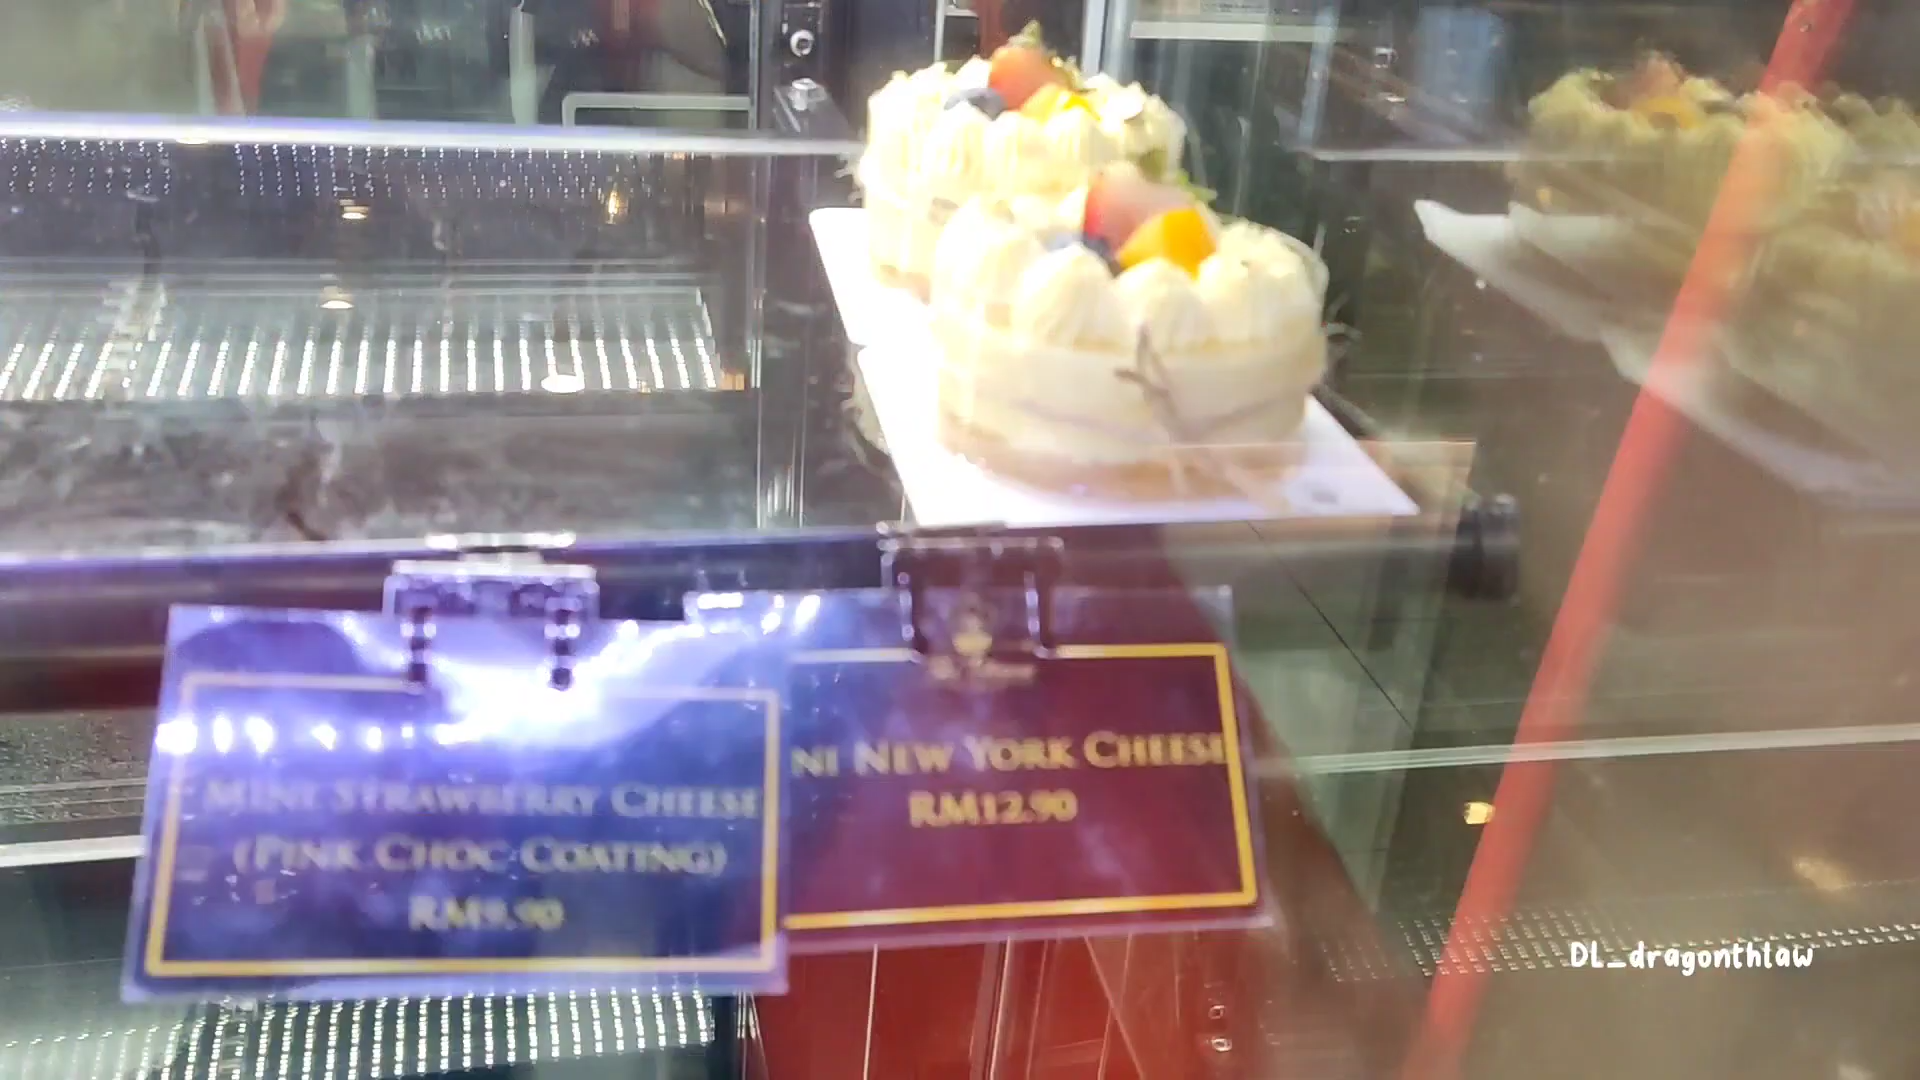 MINI STRAWBERRY CHEESE
(PINK CHOC COATING)
RM9.90
NI NEW YORK CHEESE
RM12.90
DL_dragonthlaw